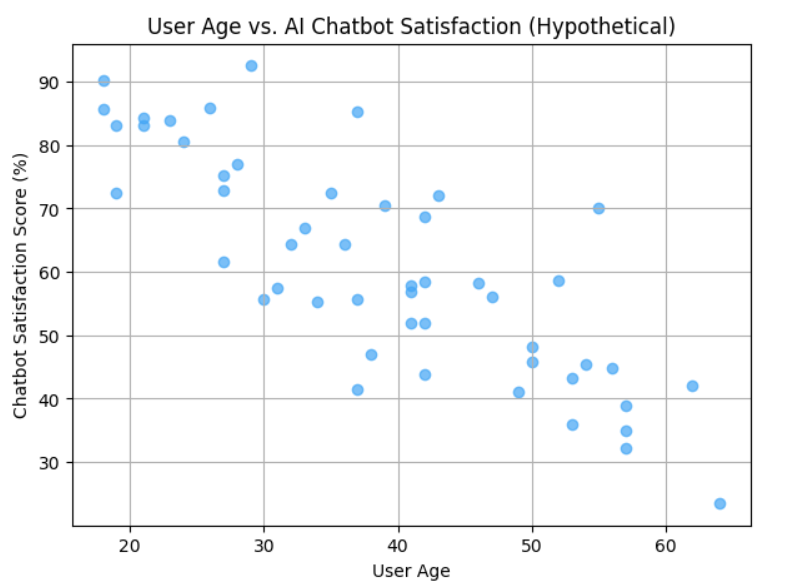 User Age vs. AI Chatbot Satisfaction (Hypothetical)
Chatbot Satisfaction Score (%)
90
80
70
60
50
40
30
20 30 40 50 60
User Age